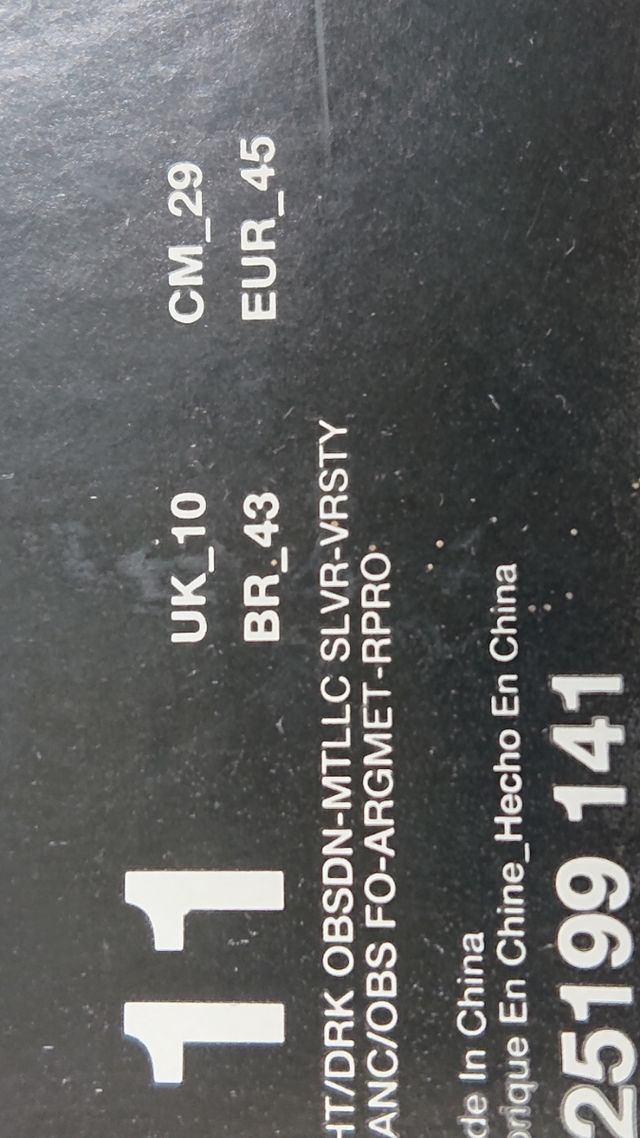 11
UK_10 CM_29
BR_43 EUR_45
HT/DRK OBSDN-MTLLC SLVR-VRSTY
ANC/OBS FO-ARGMET-RPRO
de In China
brique En Chine_Hecho En China
25199 141